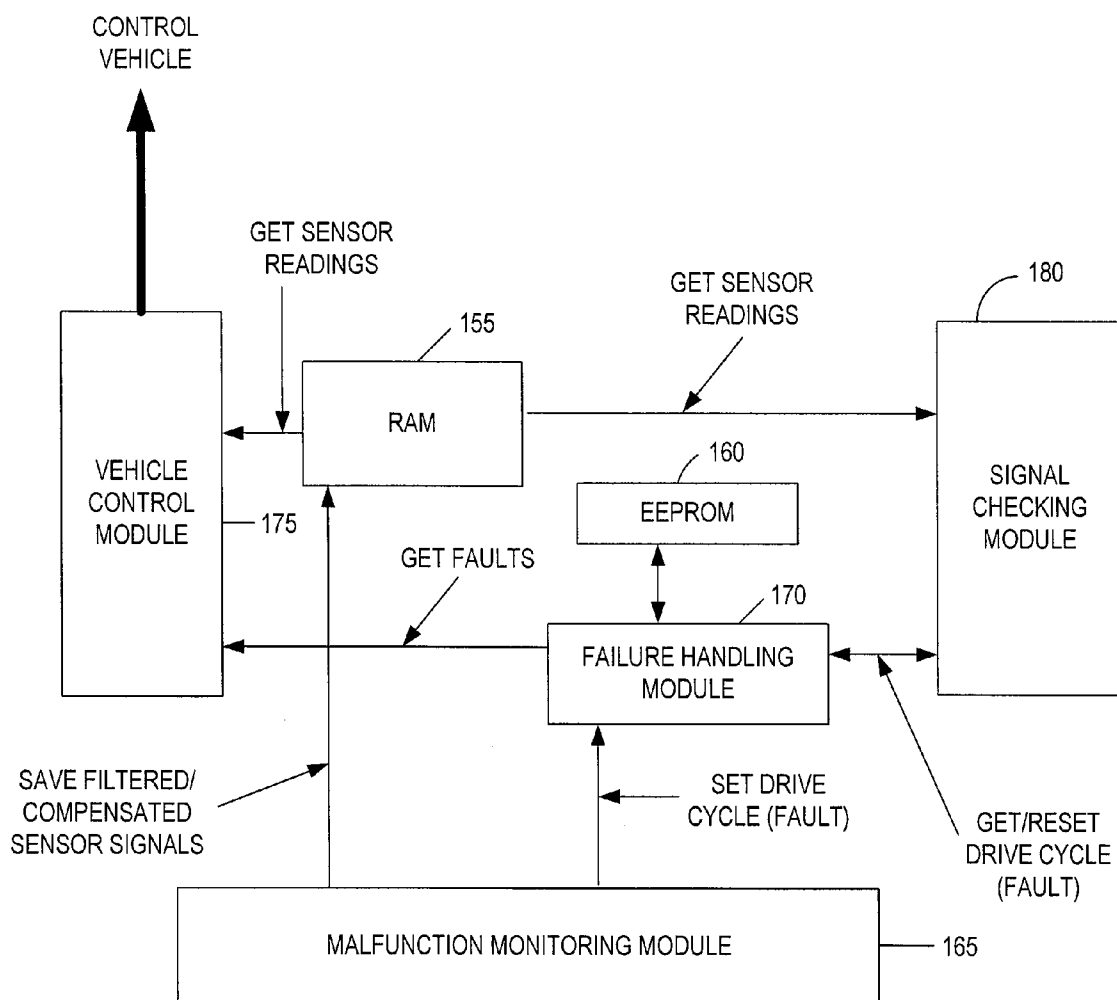 CONTROL
VEHICLE
GET SENSOR
READINGS
GET SENSOR
READINGS
180
155
RAM
160
EEPROM
VEHICLE
CONTROL
MODULE
175
SIGNAL
CHECKING
MODULE
GET FAULTS
170
FAILURE HANDLING
MODULE
SAVE FILTERED/
COMPENSATED
SENSOR SIGNALS
SET DRIVE
CYCLE (FAULT)
GET/RESET
DRIVE CYCLE
(FAULT)
MALFUNCTION MONITORING MODULE
165